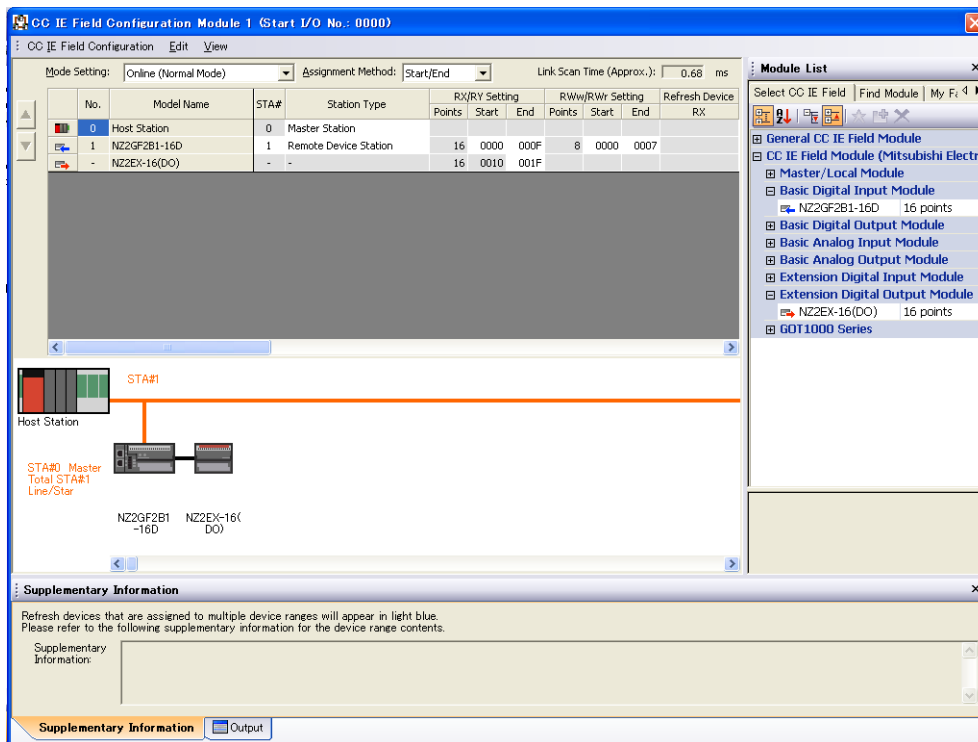 CC IE Field Configuration Module 1 (Start I/O No.: 0000)
CC IE Field Configuration Edit View
Mode Setting: Online (Normal Mode) Assignment Method: Start/End Link Scan Time (Approx.): 0.68 ms
No. Model Name STA# Station Type RX/RY Setting RWw/RWr Setting Refresh Device
Points Start End Points Start End RX
0 Host Station 0 Master Station
1 NZ2GF2B1-16D 1 Remote Device Station 16 0000 000F 8 0000 0007
- NZ2EX-16(DO) - - 16 0010 001F
STA#1
Host Station
STA#0 Master
Total STA#1
Line/Star
NZ2GF2B1
-16D
NZ2EX-16(
DO)
Module List
Select CC IE Field Find Module My Fa
General CC IE Field Module
CC IE Field Module (Mitsubishi Electr
Master/Local Module
Basic Digital Input Module
NZ2GF2B1-16D 16 points
Basic Digital Output Module
Basic Analog Input Module
Basic Analog Output Module
Extension Digital Input Module
Extension Digital Output Module
NZ2EX-16(DO) 16 points
GOT1000 Series
Supplementary Information
Refresh devices that are assigned to multiple device ranges will appear in light blue.
Please refer to the following supplementary information for the device range contents.
Supplementary
Information:
Supplementary Information Output